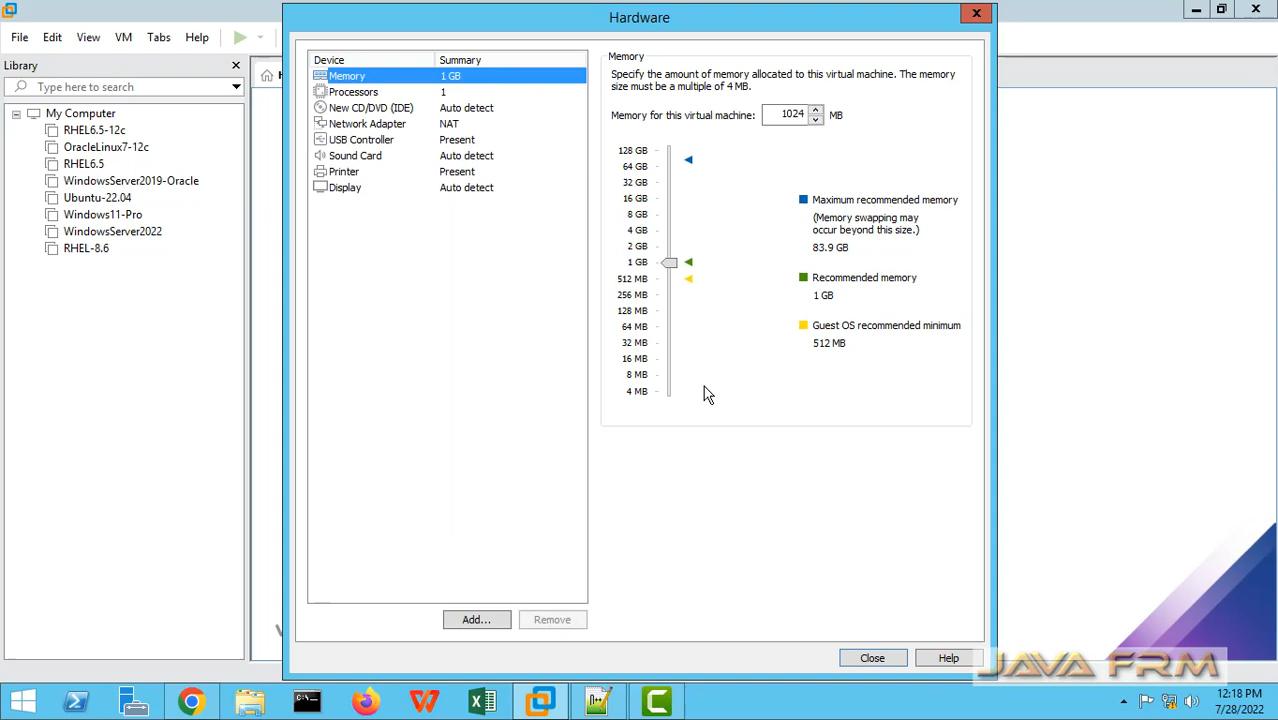 Hardware
File Edit View VM Tabs Help
Library
Type here to search
My Computer
RHEL6.5-12c
OracleLinux7-12c
RHEL6.5
WindowsServer2019-Oracle
Ubuntu-22.04
Windows11-Pro
WindowsServer2022
RHEL-8.6
Device Summary
Memory 1 GB
Processors 1
New CD/DVD (IDE) Auto detect
Network Adapter NAT
USB Controller Present
Sound Card Auto detect
Printer Present
Display Auto detect
Add... Remove
Memory
Specify the amount of memory allocated to this virtual machine. The memory
size must be a multiple of 4 MB.
Memory for this virtual machine: 1024 MB
128 GB
64 GB
32 GB
16 GB
8 GB
4 GB
2 GB
1 GB
512 MB
256 MB
128 MB
64 MB
32 MB
16 MB
8 MB
4 MB
Maximum recommended memory
(Memory swapping may
occur beyond this size.)
83.9 GB
Recommended memory
1 GB
Guest OS recommended minimum
512 MB
Close Help
JAVA FRM
12:18 PM
7/28/2022